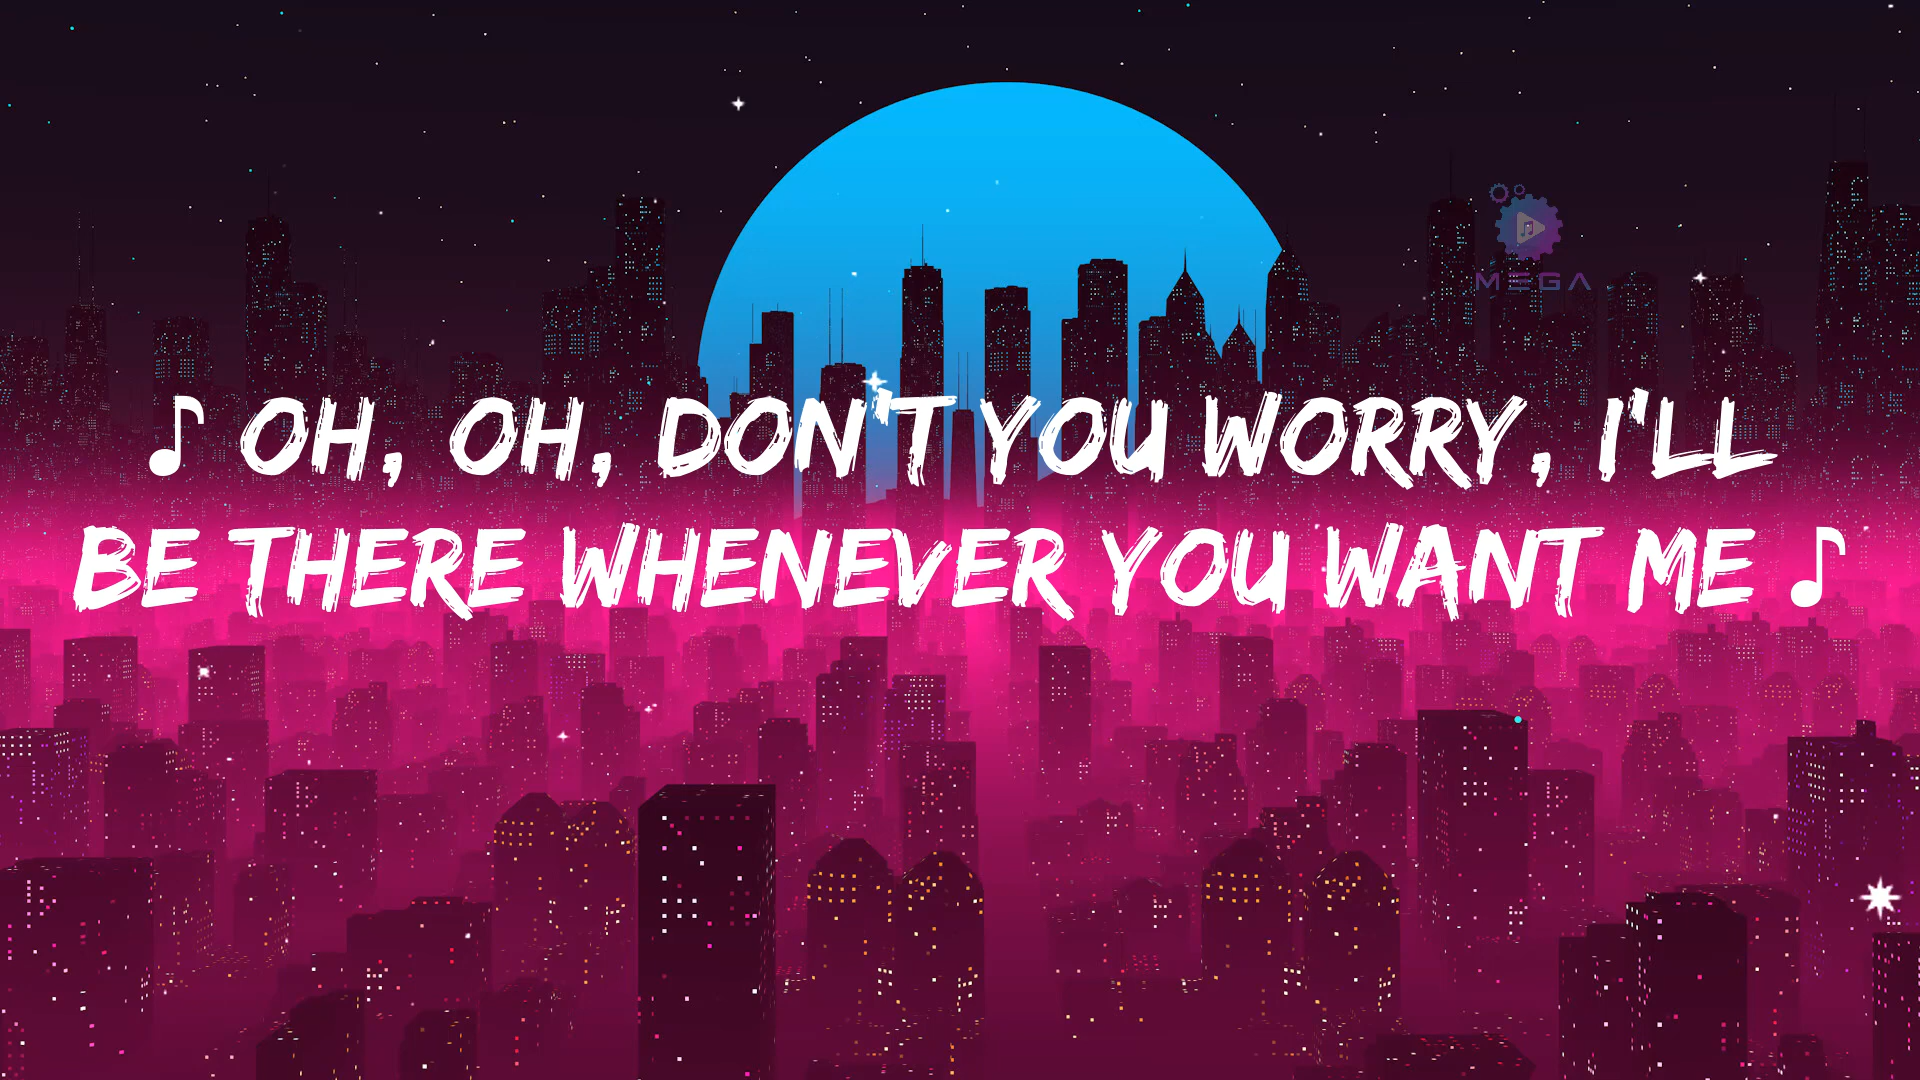 MEGA
♪ OH, OH, DON'T YOU WORRY, I'LL
BE THERE WHENEVER YOU WANT ME ♪